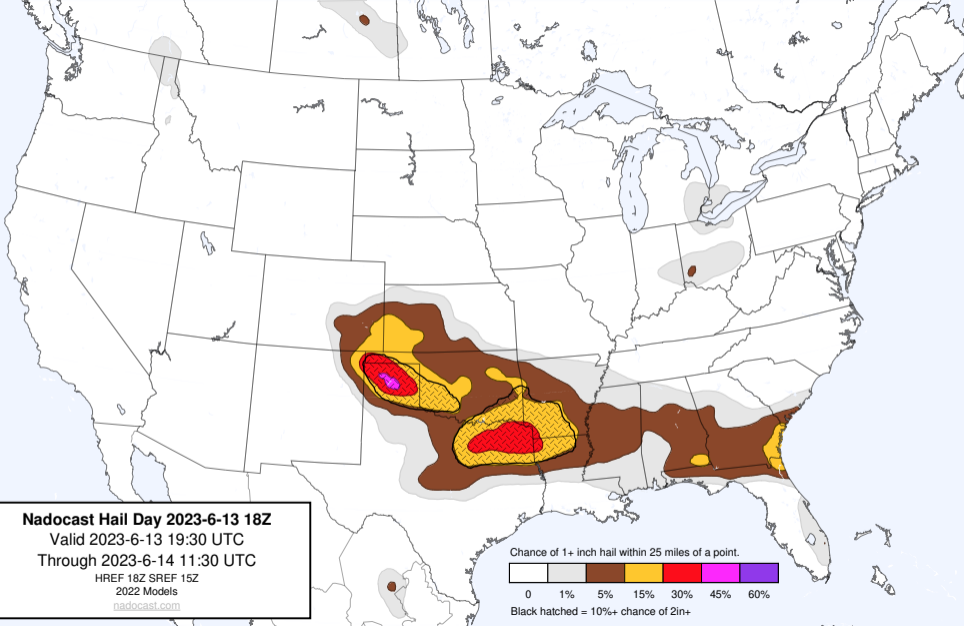 Nadocast Hail Day 2023-6-13 18Z
Valid 2023-6-13 19:30 UTC
Through 2023-6-14 11:30 UTC
HREF 18Z SREF 15Z
2022 Models
nadocast.com
Chance of 1+ inch hail within 25 miles of a point.
0 1% 5% 15% 30% 45% 60%
Black hatched = 10%+ chance of 2in+